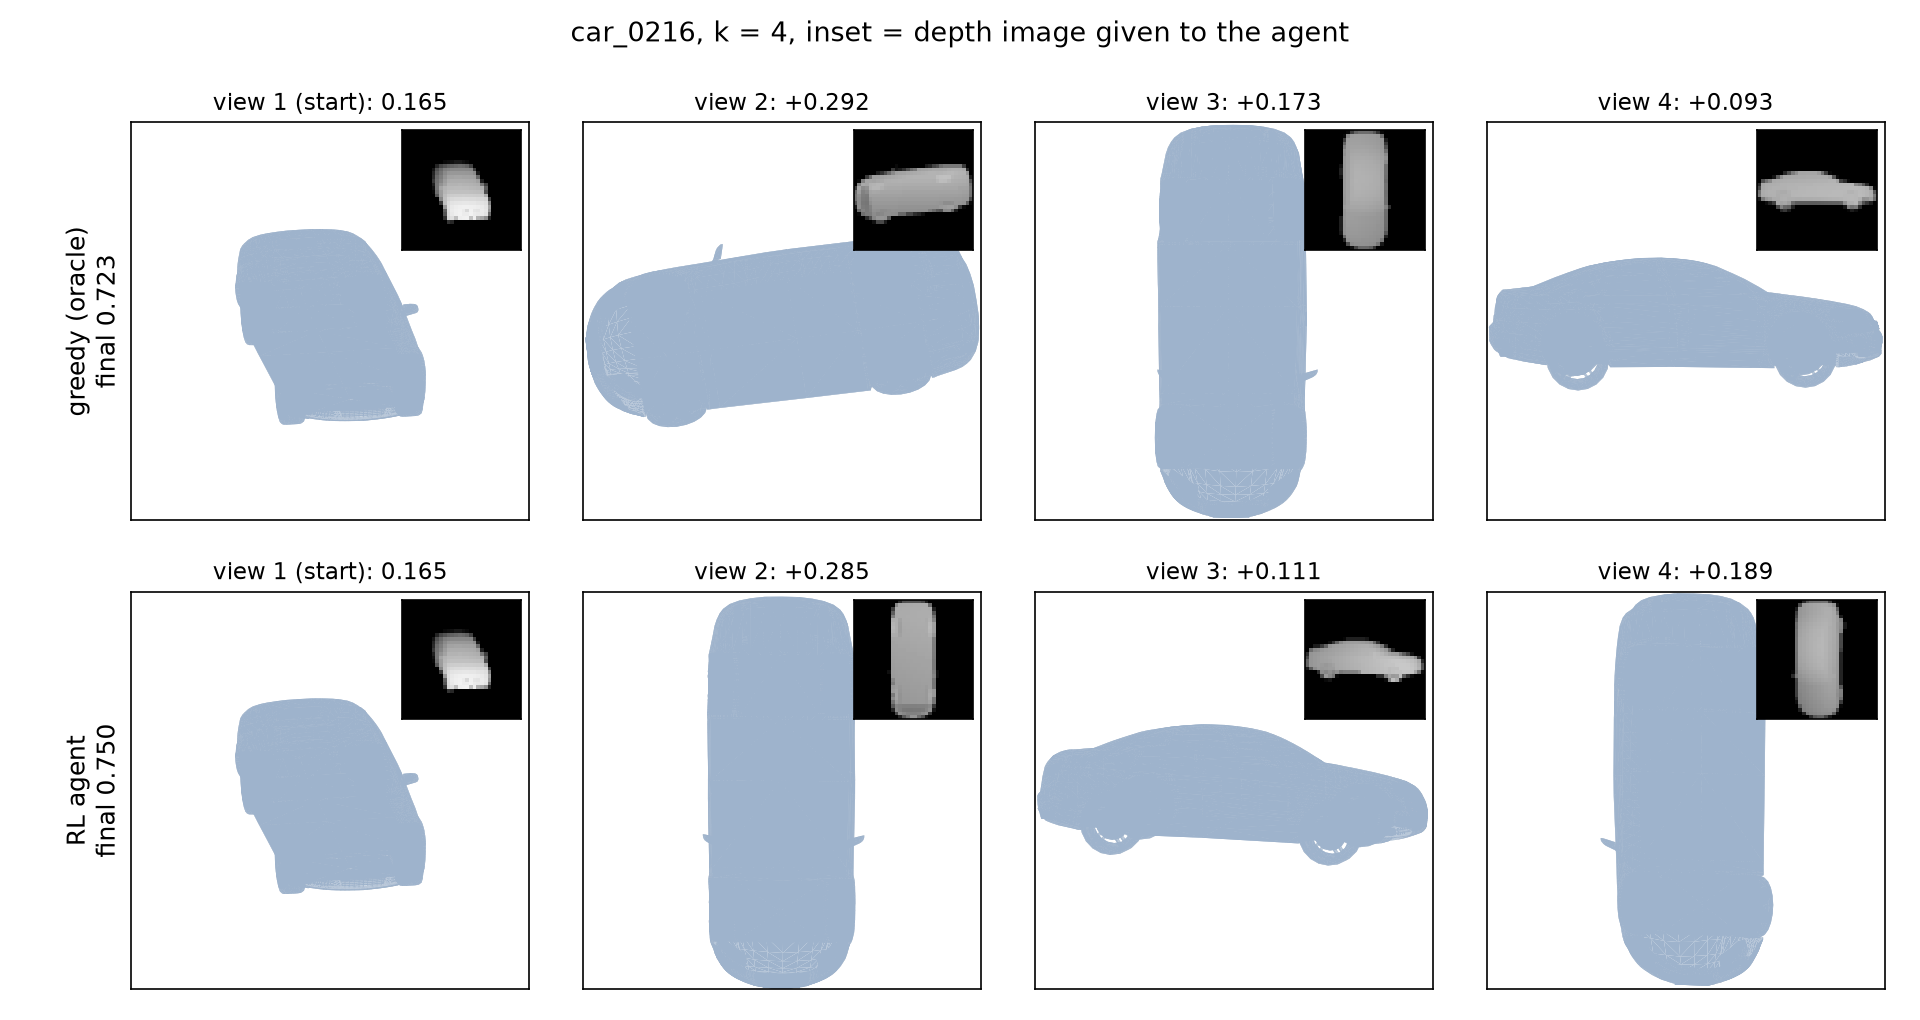 car_0216, k = 4, inset = depth image given to the agent
greedy (oracle)
final 0.723
view 1 (start): 0.165
view 2: +0.292
view 3: +0.173
view 4: +0.093
RL agent
final 0.750
view 1 (start): 0.165
view 2: +0.285
view 3: +0.111
view 4: +0.189